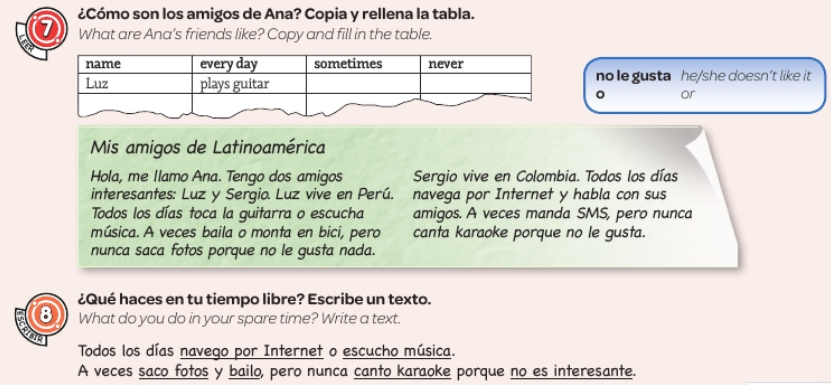 7
LEER
¿Cómo son los amigos de Ana? Copia y rellena la tabla.
What are Ana's friends like? Copy and fill in the table.
name every day sometimes never
Luz plays guitar
no le gusta he/she doesn't like it
o or
Mis amigos de Latinoamérica
Hola, me llamo Ana. Tengo dos amigos
interesantes: Luz y Sergio. Luz vive en Perú.
Todos los días toca la guitarra o escucha
música. A veces baila o monta en bici, pero
nunca saca fotos porque no le gusta nada.
Sergio vive en Colombia. Todos los días
navega por Internet y habla con sus
amigos. A veces manda SMS, pero nunca
canta karaoke porque no le gusta.
8
ESCRIBIR
¿Qué haces en tu tiempo libre? Escribe un texto.
What do you do in your spare time? Write a text.
Todos los días navego por Internet o escucho música.
A veces saco fotos y bailo, pero nunca canto karaoke porque no es interesante.